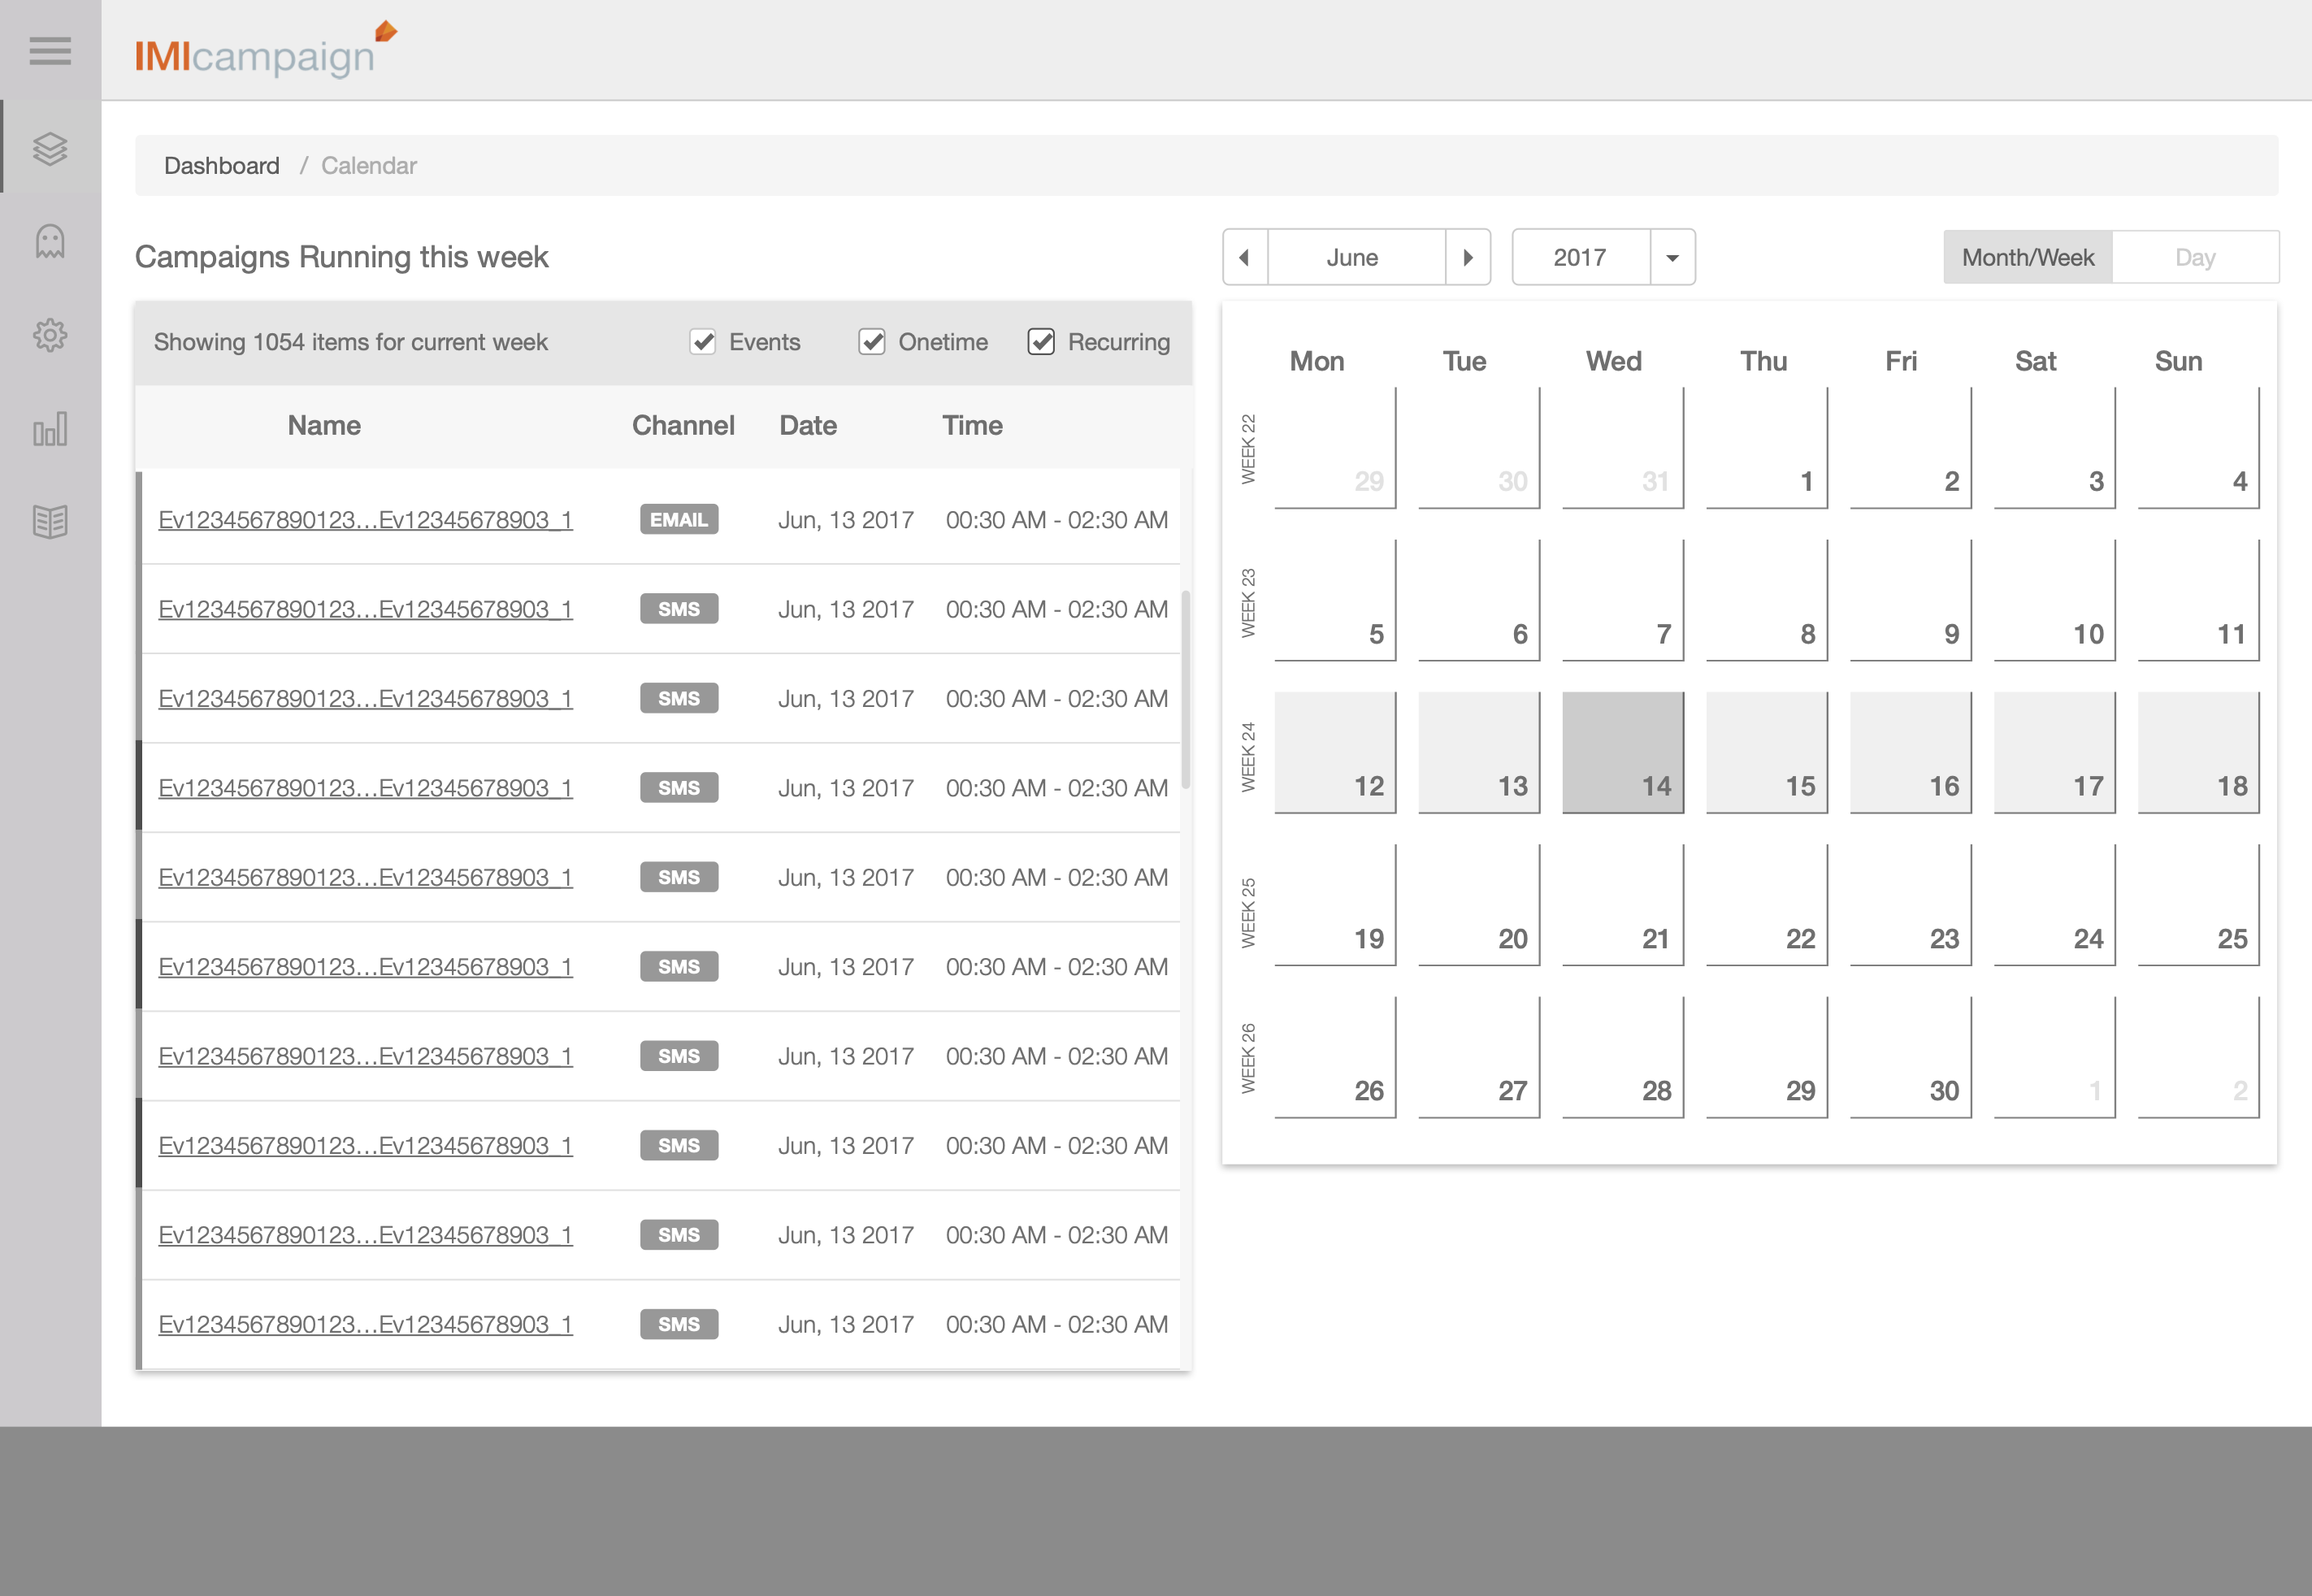 IMIcampaign
Dashboard / Calendar
Campaigns Running this week
Showing 1054 items for current week Events Onetime Recurring
Name Channel Date Time
Ev1234567890123...Ev12345678903_1 EMAIL Jun, 13 2017 00:30 AM - 02:30 AM
Ev1234567890123...Ev12345678903_1 SMS Jun, 13 2017 00:30 AM - 02:30 AM
Ev1234567890123...Ev12345678903_1 SMS Jun, 13 2017 00:30 AM - 02:30 AM
Ev1234567890123...Ev12345678903_1 SMS Jun, 13 2017 00:30 AM - 02:30 AM
Ev1234567890123...Ev12345678903_1 SMS Jun, 13 2017 00:30 AM - 02:30 AM
Ev1234567890123...Ev12345678903_1 SMS Jun, 13 2017 00:30 AM - 02:30 AM
Ev1234567890123...Ev12345678903_1 SMS Jun, 13 2017 00:30 AM - 02:30 AM
Ev1234567890123...Ev12345678903_1 SMS Jun, 13 2017 00:30 AM - 02:30 AM
Ev1234567890123...Ev12345678903_1 SMS Jun, 13 2017 00:30 AM - 02:30 AM
Ev1234567890123...Ev12345678903_1 SMS Jun, 13 2017 00:30 AM - 02:30 AM
June 2017 Month/Week Day
Mon Tue Wed Thu Fri Sat Sun
WEEK 22 29 30 31 1 2 3 4
WEEK 23 5 6 7 8 9 10 11
WEEK 24 12 13 14 15 16 17 18
WEEK 25 19 20 21 22 23 24 25
WEEK 26 26 27 28 29 30 1 2